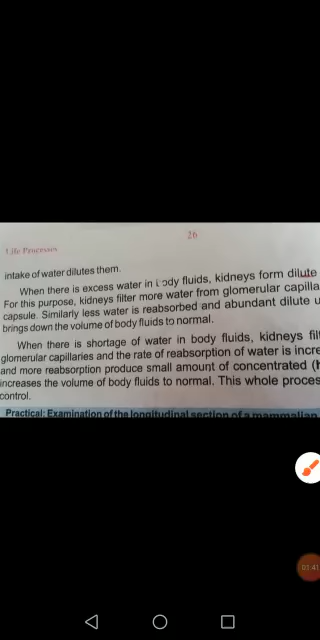 26
Life Processes
intake of water dilutes them.
When there is excess water in body fluids, kidneys form dilute
For this purpose, kidneys filter more water from glomerular capilla
capsule. Similarly less water is reabsorbed and abundant dilute u
brings down the volume of body fluids to normal.
When there is shortage of water in body fluids, kidneys filt
glomerular capillaries and the rate of reabsorption of water is incre
and more reabsorption produce small amount of concentrated (h
increases the volume of body fluids to normal. This whole proces
control.
Practical: Examination of the longitudinal section of a mammalian
01:41